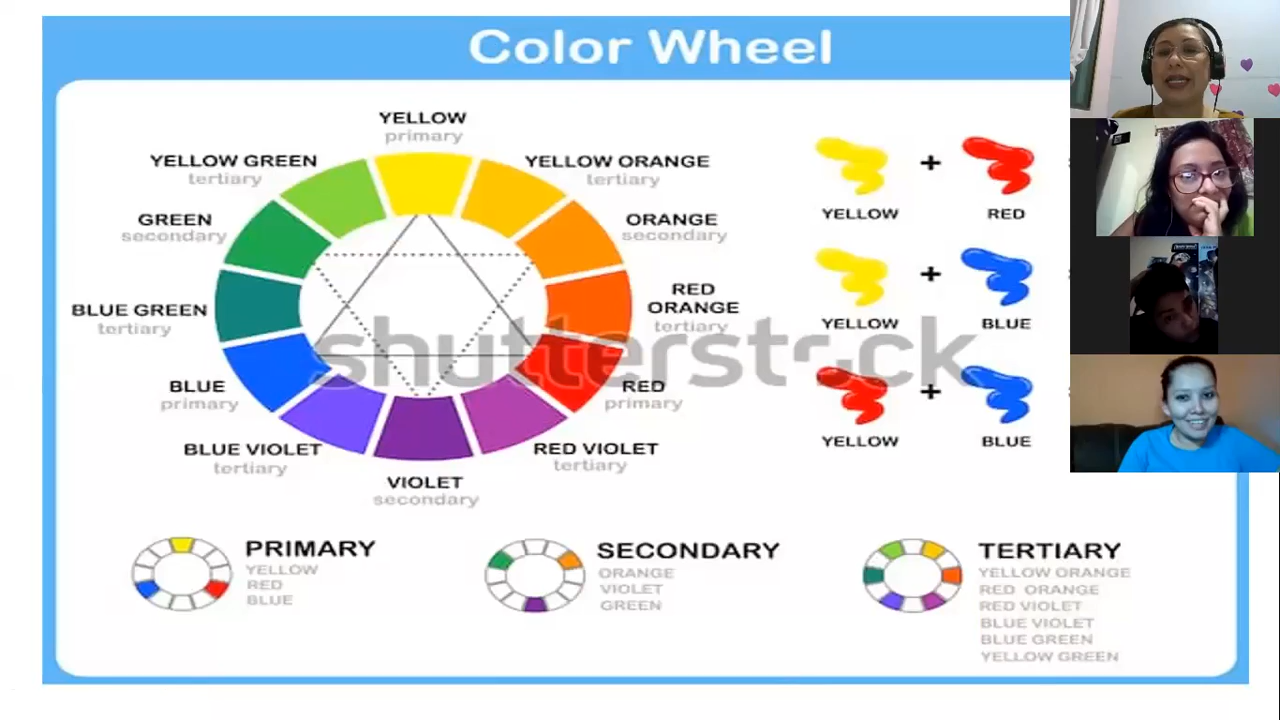 Color Wheel
YELLOW
primary
YELLOW GREEN
tertiary
YELLOW ORANGE
tertiary
GREEN
secondary
ORANGE
secondary
BLUE GREEN
tertiary
RED
ORANGE
tertiary
BLUE
primary
RED
primary
BLUE VIOLET
tertiary
RED VIOLET
tertiary
VIOLET
secondary
shutterstock
+
YELLOW
RED
+
YELLOW
BLUE
+
YELLOW
BLUE
PRIMARY
YELLOW
RED
BLUE
SECONDARY
ORANGE
VIOLET
GREEN
TERTIARY
YELLOW ORANGE
RED ORANGE
RED VIOLET
BLUE VIOLET
BLUE GREEN
YELLOW GREEN